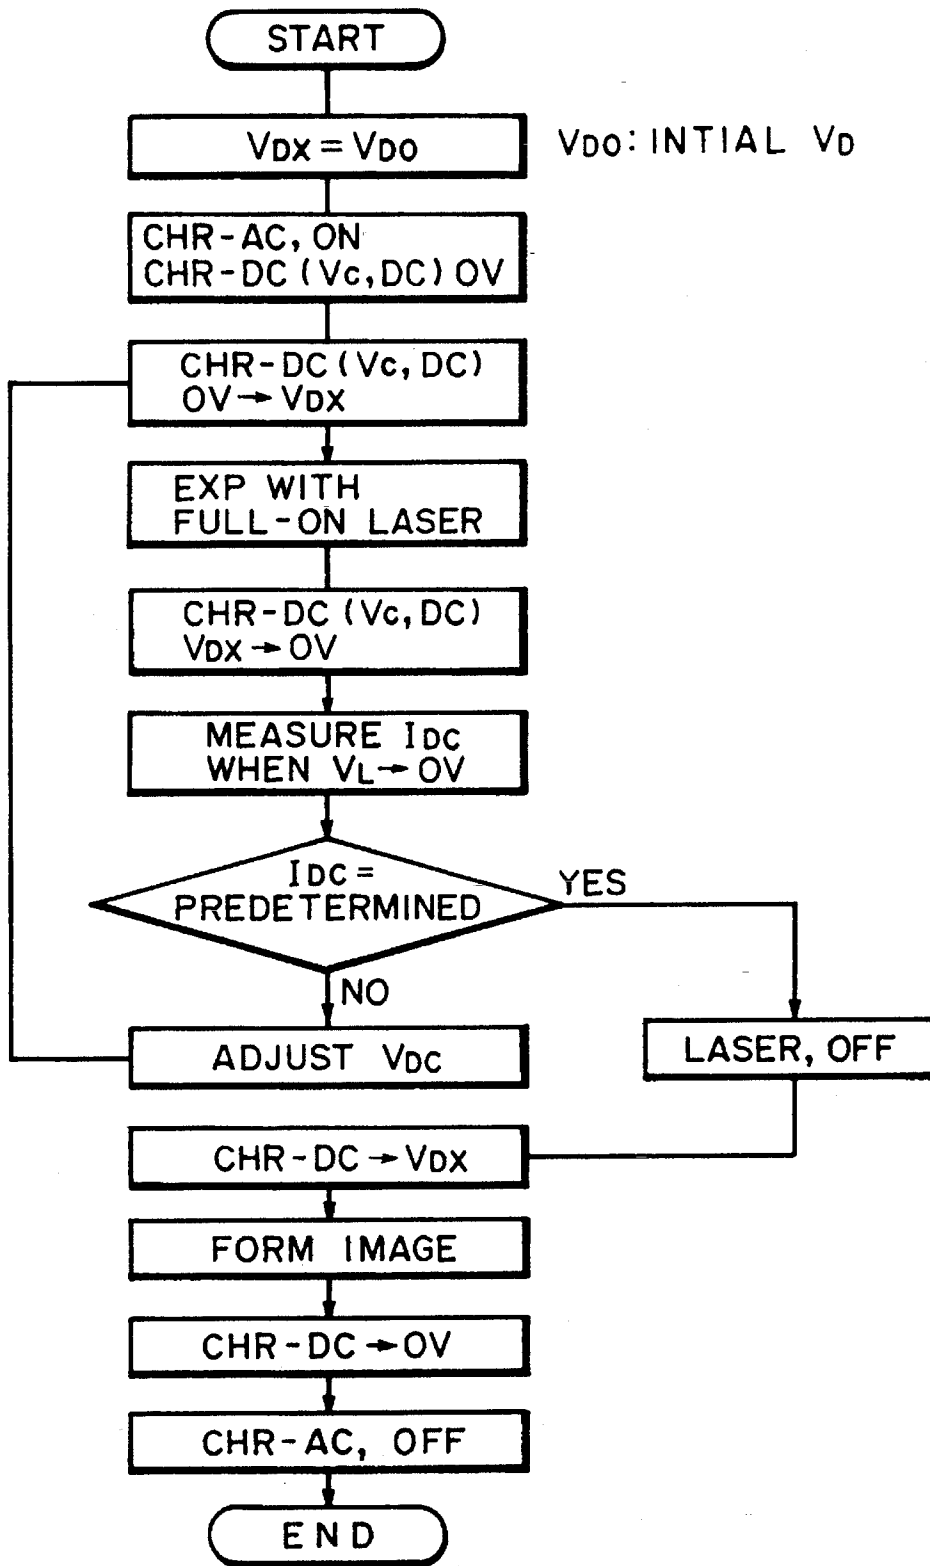 START
VDX = VDO
VDO: INTIAL VD
CHR-AC, ON
CHR-DC (Vc, DC) OV
CHR-DC (Vc, DC)
OV → VDX
EXP WITH
FULL-ON LASER
CHR-DC (Vc, DC)
VDX → OV
MEASURE IDC
WHEN VL → OV
IDC =
PREDETERMINED
YES
NO
ADJUST VDC
LASER, OFF
CHR-DC → VDX
FORM IMAGE
CHR-DC → OV
CHR-AC, OFF
END